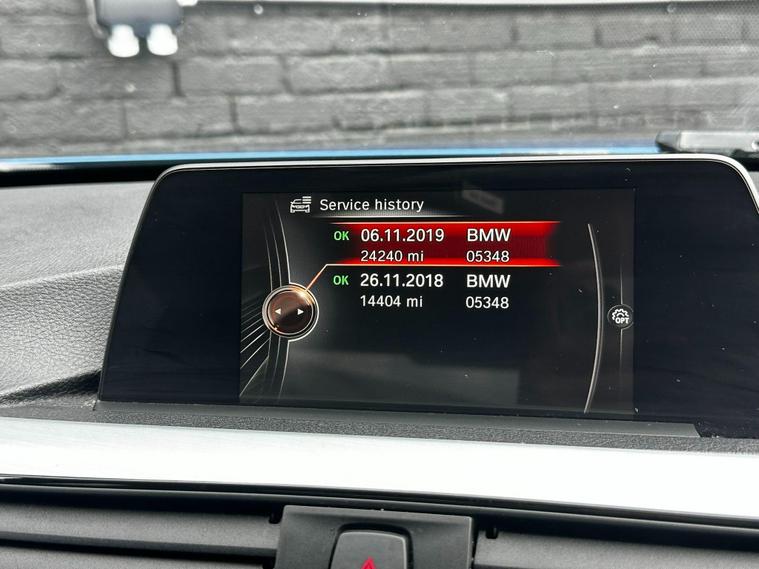 Service history
OK 06.11.2019 BMW
24240 mi 05348
OK 26.11.2018 BMW
14404 mi 05348
OPT